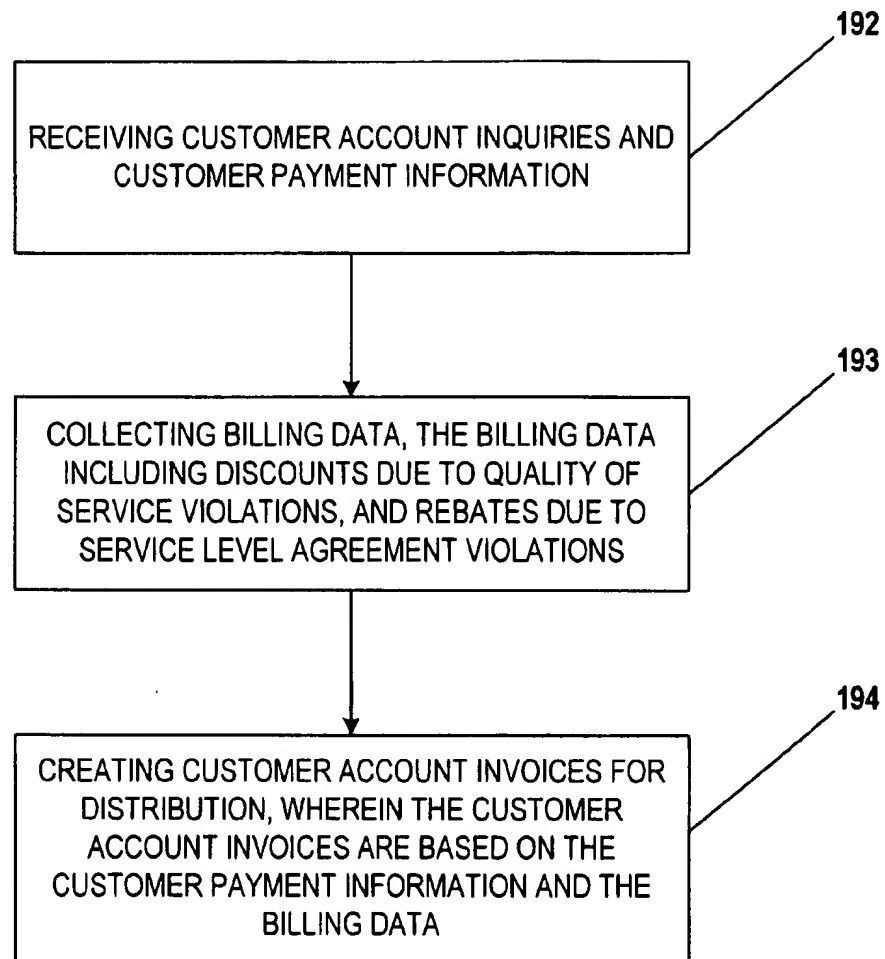 192
RECEIVING CUSTOMER ACCOUNT INQUIRIES AND
CUSTOMER PAYMENT INFORMATION
193
COLLECTING BILLING DATA, THE BILLING DATA
INCLUDING DISCOUNTS DUE TO QUALITY OF
SERVICE VIOLATIONS, AND REBATES DUE TO
SERVICE LEVEL AGREEMENT VIOLATIONS
194
CREATING CUSTOMER ACCOUNT INVOICES FOR
DISTRIBUTION, WHEREIN THE CUSTOMER
ACCOUNT INVOICES ARE BASED ON THE
CUSTOMER PAYMENT INFORMATION AND THE
BILLING DATA